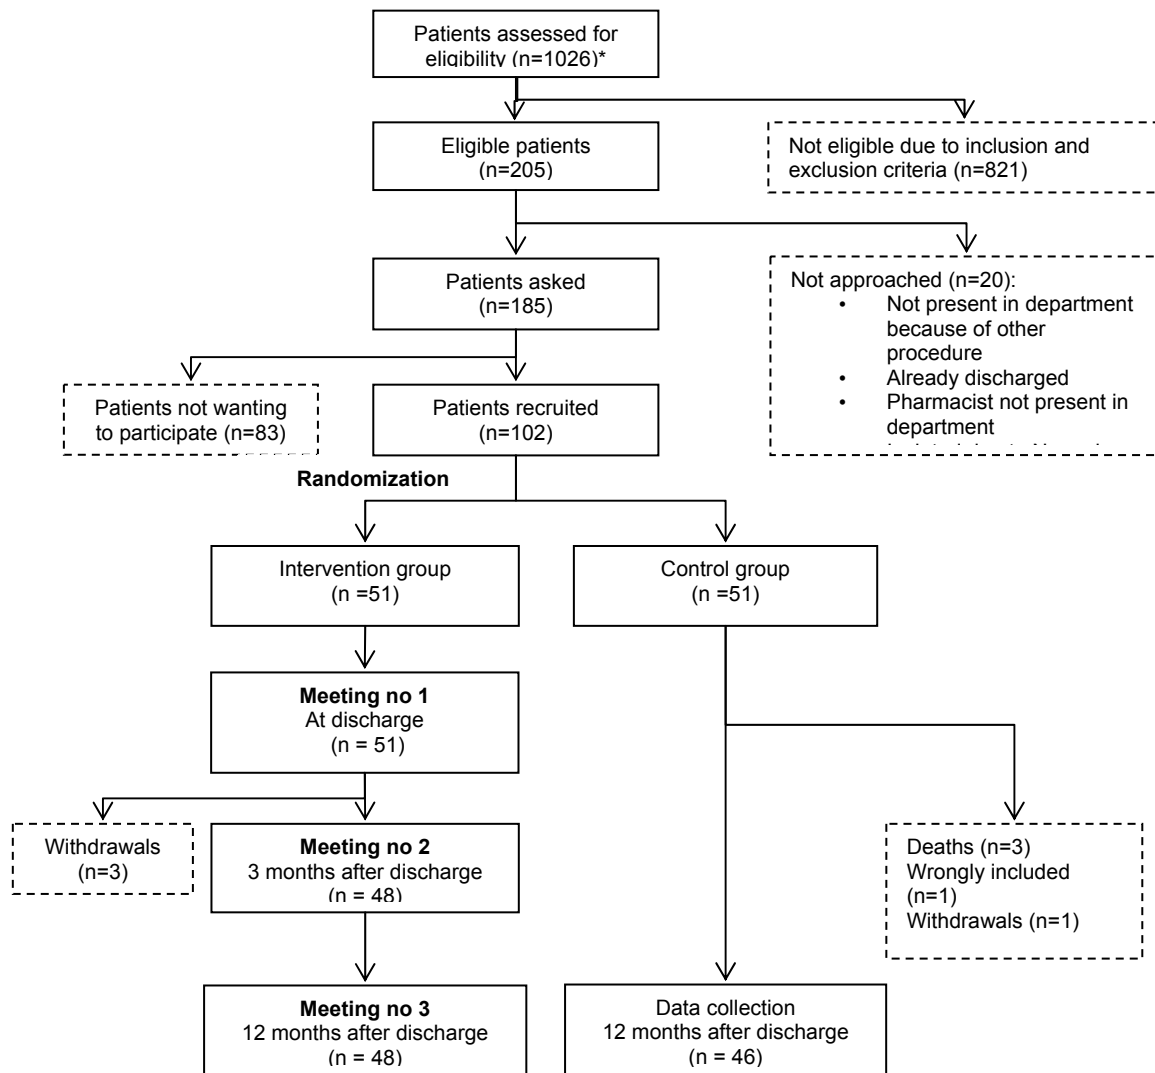 Patients assessed for
eligibility (n=1026)*
Eligible patients
(n=205)
Not eligible due to inclusion and
exclusion criteria (n=821)
Patients asked
(n=185)
Not approached (n=20):
• Not present in department
because of other
procedure
• Already discharged
• Pharmacist not present in
department
Patients not wanting
to participate (n=83)
Patients recruited
(n=102)
Randomization
Intervention group
(n =51)
Control group
(n =51)
Meeting no 1
At discharge
(n = 51)
Withdrawals
(n=3)
Meeting no 2
3 months after discharge
(n = 48)
Deaths (n=3)
Wrongly included
(n=1)
Withdrawals (n=1)
Meeting no 3
12 months after discharge
(n = 48)
Data collection
12 months after discharge
(n = 46)